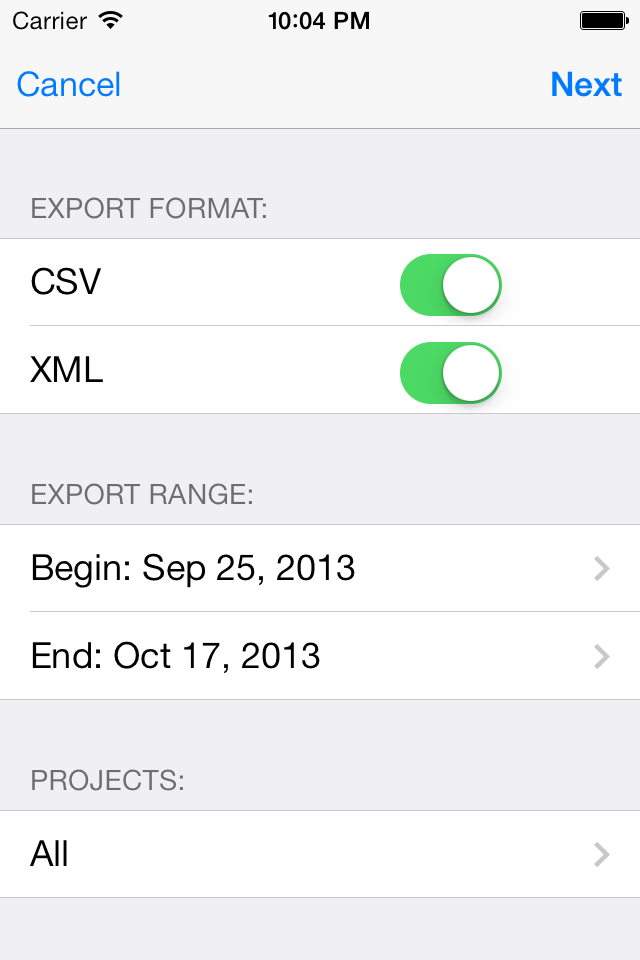 Carrier 10:04 PM
Cancel Next
EXPORT FORMAT:
CSV
XML
EXPORT RANGE:
Begin: Sep 25, 2013
End: Oct 17, 2013
PROJECTS:
All